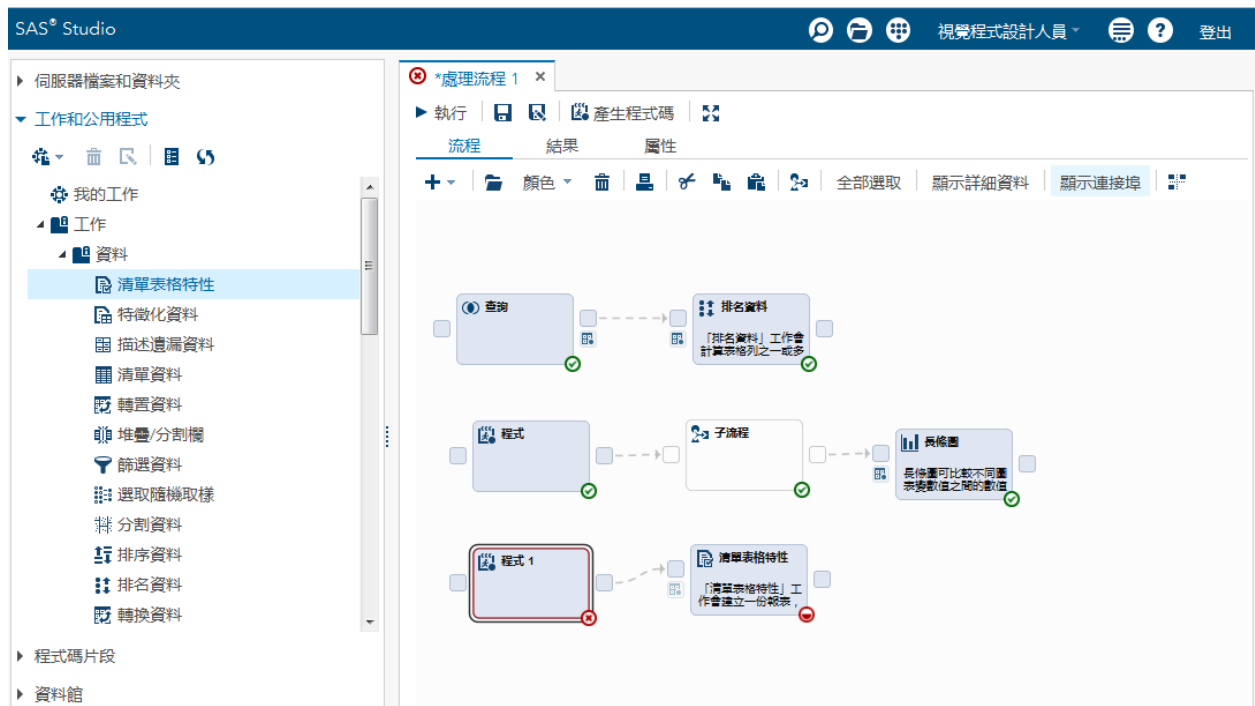 SAS® Studio
視覺程式設計人員
登出
伺服器檔案和資料夾
工作和公用程式
我的工作
工作
資料
清單表格特性
特徵化資料
描述遺漏資料
清單資料
轉置資料
堆疊/分割欄
篩選資料
選取隨機取樣
分割資料
排序資料
排名資料
轉換資料
程式碼片段
資料館
*處理流程 1
執行
產生程式碼
流程
結果
屬性
顏色
全部選取
顯示詳細資料
顯示連接埠
查詢
排名資料
「排名資料」工作會
計算表格列之一或多
程式
子流程
長條圖
長條圖可比較不同圖
表變數值之間的數值
程式 1
清單表格特性
「清單表格特性」工
作會建立一份報表，